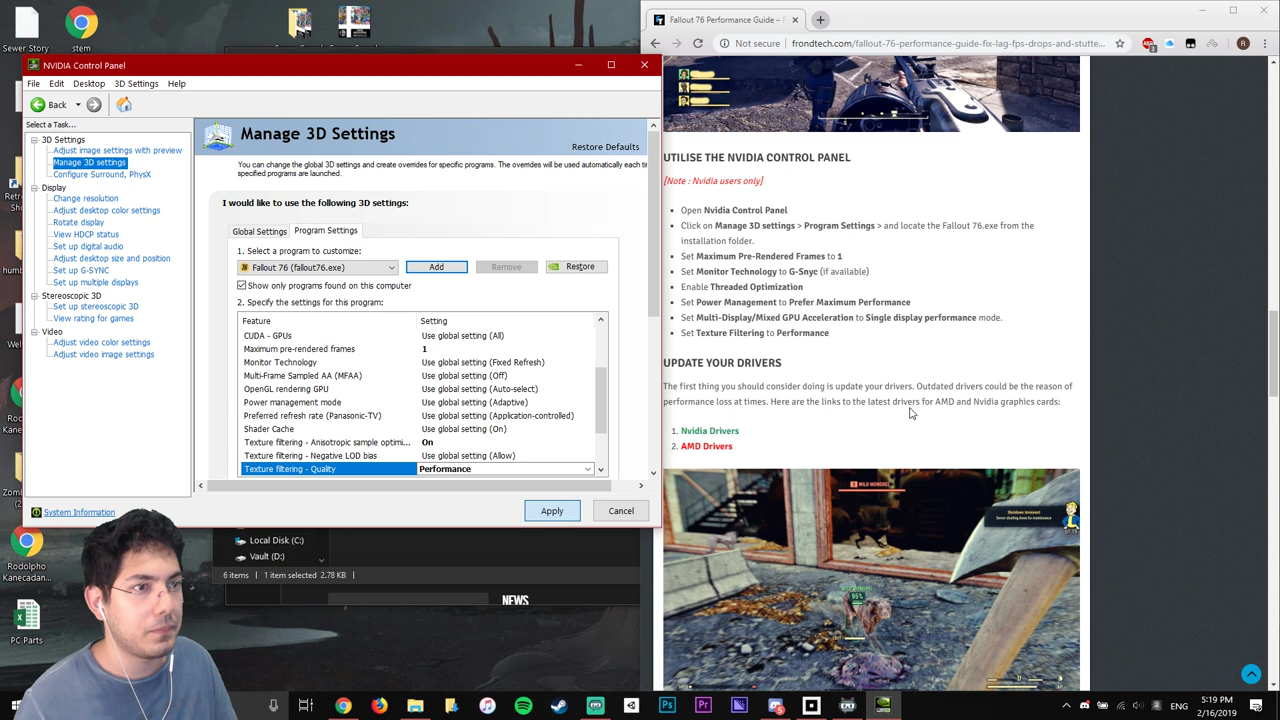 Sewer
Story
stem
NVIDIA Control Panel
File Edit Desktop 3D Settings Help
Back
Select a Task...
3D Settings
Adjust image settings with preview
Manage 3D settings
Configure Surround, PhysX
Display
Change resolution
Adjust desktop color settings
Rotate display
View HDCP status
Set up digital audio
Adjust desktop size and position
Set up G-SYNC
Set up multiple displays
Stereoscopic 3D
Set up stereoscopic 3D
View rating for games
Video
Adjust video color settings
Adjust video image settings
System Information
Manage 3D Settings
Restore Defaults
You can change the global 3D settings and create overrides for specific programs. The overrides will be used automatically each ti
specified programs are launched.
I would like to use the following 3D settings:
Global Settings Program Settings
1. Select a program to customize:
Fallout 76 (fallout76.exe) Add Remove Restore
Show only programs found on this computer
2. Specify the settings for this program:
Feature Setting
CUDA - GPUs Use global setting (All)
Maximum pre-rendered frames 1
Monitor Technology Use global setting (Fixed Refresh)
Multi-Frame Sampled AA (MFAA) Use global setting (Off)
OpenGL rendering GPU Use global setting (Auto-select)
Power management mode Use global setting (Adaptive)
Preferred refresh rate (Panasonic-TV) Use global setting (Application-controlled)
Shader Cache Use global setting (On)
Texture filtering - Anisotropic sample optimi... On
Texture filtering - Negative LOD bias Use global setting (Allow)
Texture filtering - Quality Performance
Apply Cancel
Local Disk (C:)
Vault (D:)
6 items 1 item selected 2.78 KB
NEWS
Rodolpho
Kanecadan...
PC Parts
Fallout 76 Performance Guide –
Not secure frondtech.com/fallout-76-performance-guide-fix-lag-fps-drops-and-stutte...
UTILISE THE NVIDIA CONTROL PANEL
[Note : Nvidia users only]
Open Nvidia Control Panel
Click on Manage 3D settings > Program Settings > and locate the Fallout 76.exe from the
installation folder.
Set Maximum Pre-Rendered Frames to 1
Set Monitor Technology to G-Snyc (if available)
Enable Threaded Optimization
Set Power Management to Prefer Maximum Performance
Set Multi-Display/Mixed GPU Acceleration to Single display performance mode.
Set Texture Filtering to Performance
UPDATE YOUR DRIVERS
The first thing you should consider doing is update your drivers. Outdated drivers could be the reason of
performance loss at times. Here are the links to the latest drivers for AMD and Nvidia graphics cards:
1. Nvidia Drivers
2. AMD Drivers
WILD MONGREL
95%
ENG
5:19 PM
2/16/2019